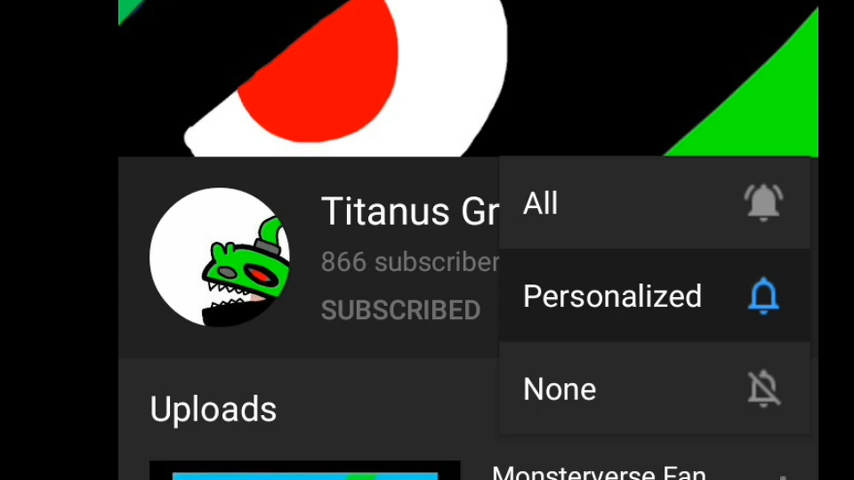 Titanus Gr
866 subscriber
SUBSCRIBED
All
Personalized
None
Uploads
Monsterverse Fan